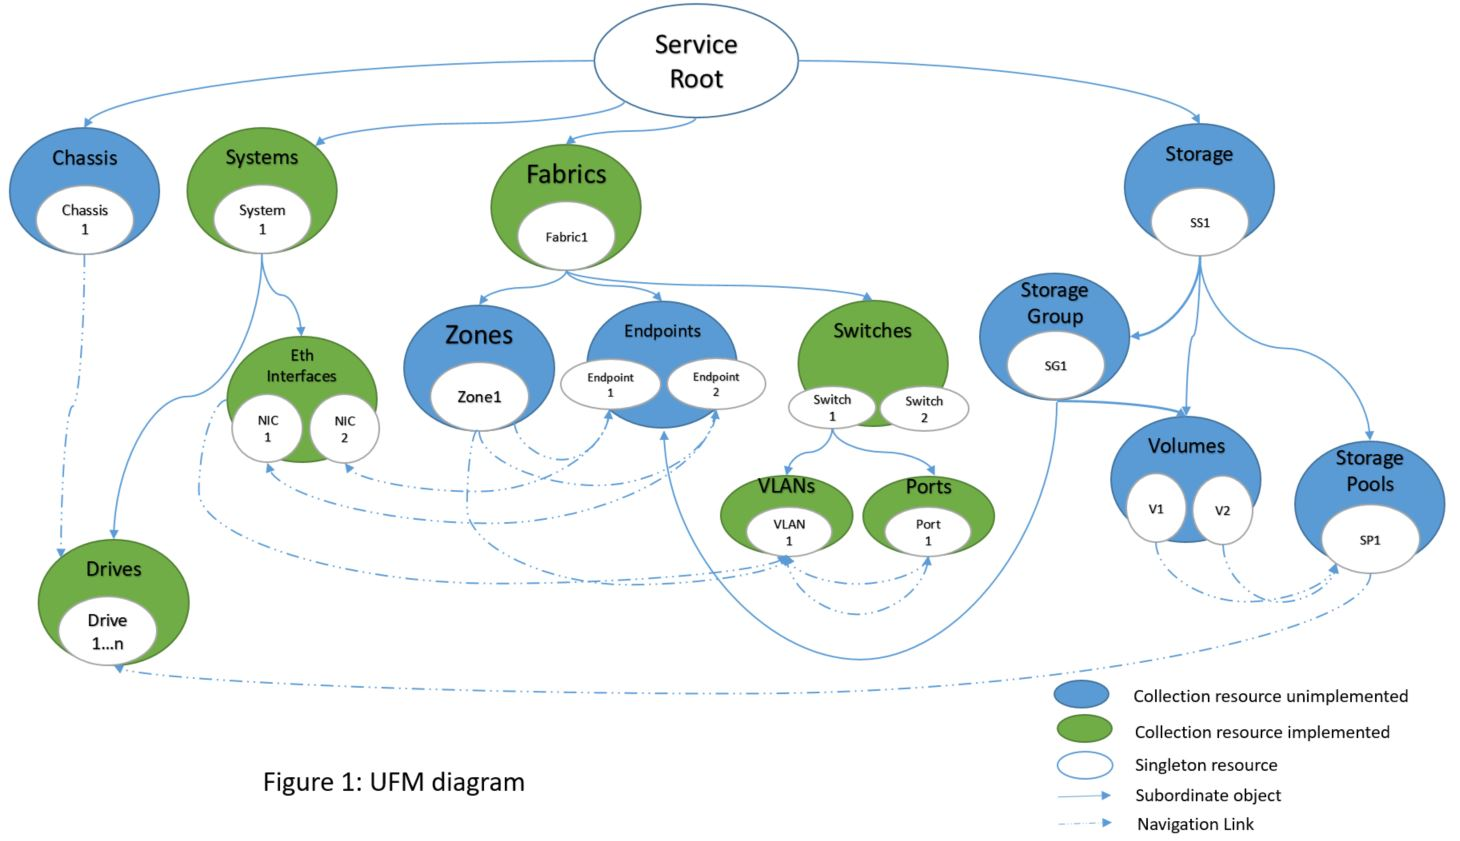 Service
Root
Chassis
Chassis
1
Systems
System
1
Fabrics
Fabric1
Storage
SS1
Eth
Interfaces
NIC
1
NIC
2
Zones
Zone1
Endpoints
Endpoint
1
Endpoint
2
Switches
Switch
1
Switch
2
Storage
Group
SG1
VLANs
VLAN
1
Ports
Port
1
Volumes
V1
V2
Storage
Pools
SP1
Drives
Drive
1...n
Collection resource unimplemented
Collection resource implemented
Singleton resource
Subordinate object
Navigation Link
Figure 1: UFM diagram